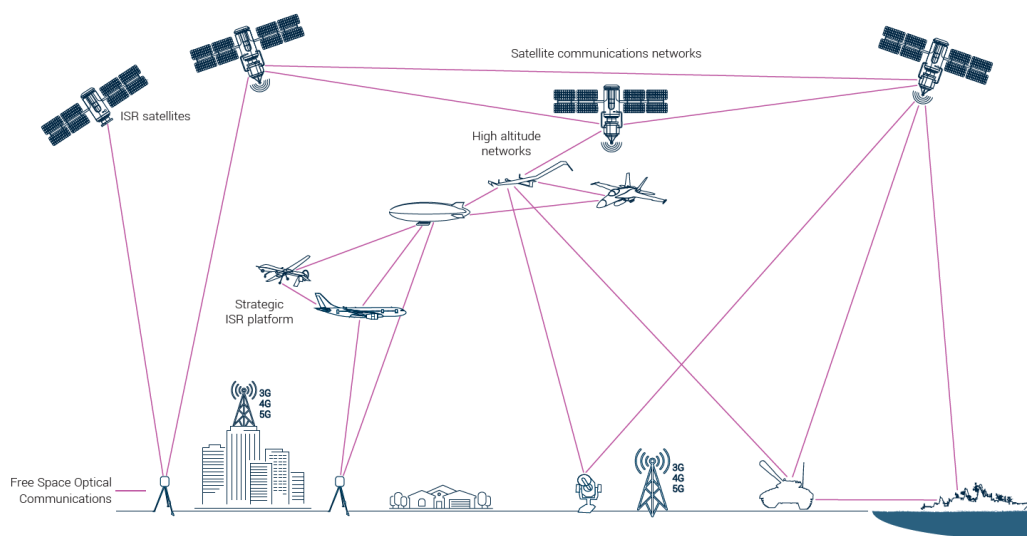 Satellite communications networks
ISR satellites
High altitude
networks
Strategic
ISR platform
3G
4G
5G
3G
4G
5G
Free Space Optical
Communications